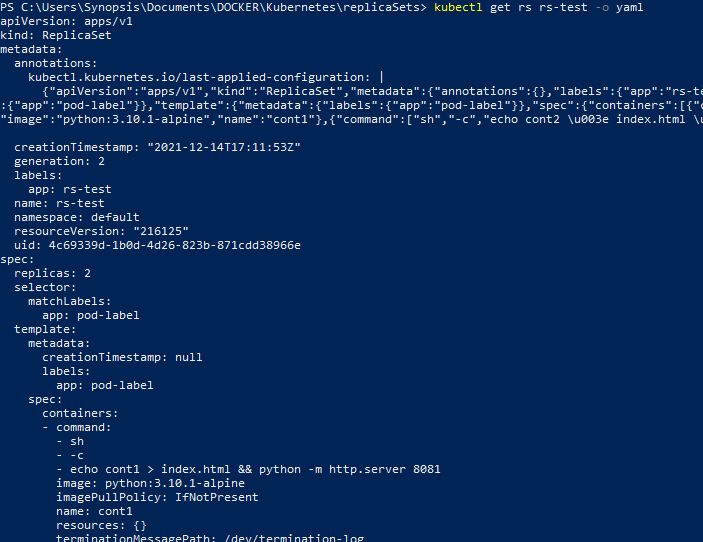 PS C:\Users\Synopsis\Documents\DOCKER\Kubernetes\replicaSets> kubectl get rs rs-test -o yaml
apiVersion: apps/v1
kind: ReplicaSet
metadata:
  annotations:
    kubectl.kubernetes.io/last-applied-configuration: |
      {"apiVersion":"apps/v1","kind":"ReplicaSet","metadata":{"annotations":{},"labels":{"app":"rs-te
:{"app":"pod-label"}},"template":{"metadata":{"labels":{"app":"pod-label"}},"spec":{"containers":[{"c
"image":"python:3.10.1-alpine","name":"cont1"},{"command":["sh","-c","echo cont2 \u003e index.html \u
  creationTimestamp: "2021-12-14T17:11:53Z"
  generation: 2
  labels:
    app: rs-test
  name: rs-test
  namespace: default
  resourceVersion: "216125"
  uid: 4c69339d-1b0d-4d26-823b-871cdd38966e
spec:
  replicas: 2
  selector:
    matchLabels:
      app: pod-label
  template:
    metadata:
      creationTimestamp: null
      labels:
        app: pod-label
    spec:
      containers:
      - command:
        - sh
        - -c
        - echo cont1 > index.html && python -m http.server 8081
        image: python:3.10.1-alpine
        imagePullPolicy: IfNotPresent
        name: cont1
        resources: {}
        terminationMessagePath: /dev/termination-log